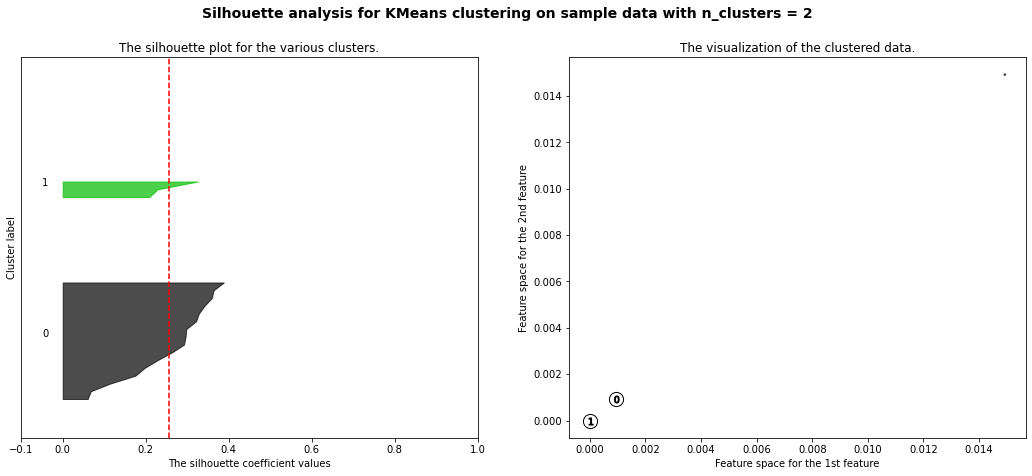 Silhouette analysis for KMeans clustering on sample data with n_clusters = 2
The silhouette plot for the various clusters.
Cluster label
1
0
−0.1 0.0 0.2 0.4 0.6 0.8 1.0
The silhouette coefficient values
The visualization of the clustered data.
Feature space for the 2nd feature
0.014
0.012
0.010
0.008
0.006
0.004
0.002
0.000
0
1
0.000 0.002 0.004 0.006 0.008 0.010 0.012 0.014
Feature space for the 1st feature